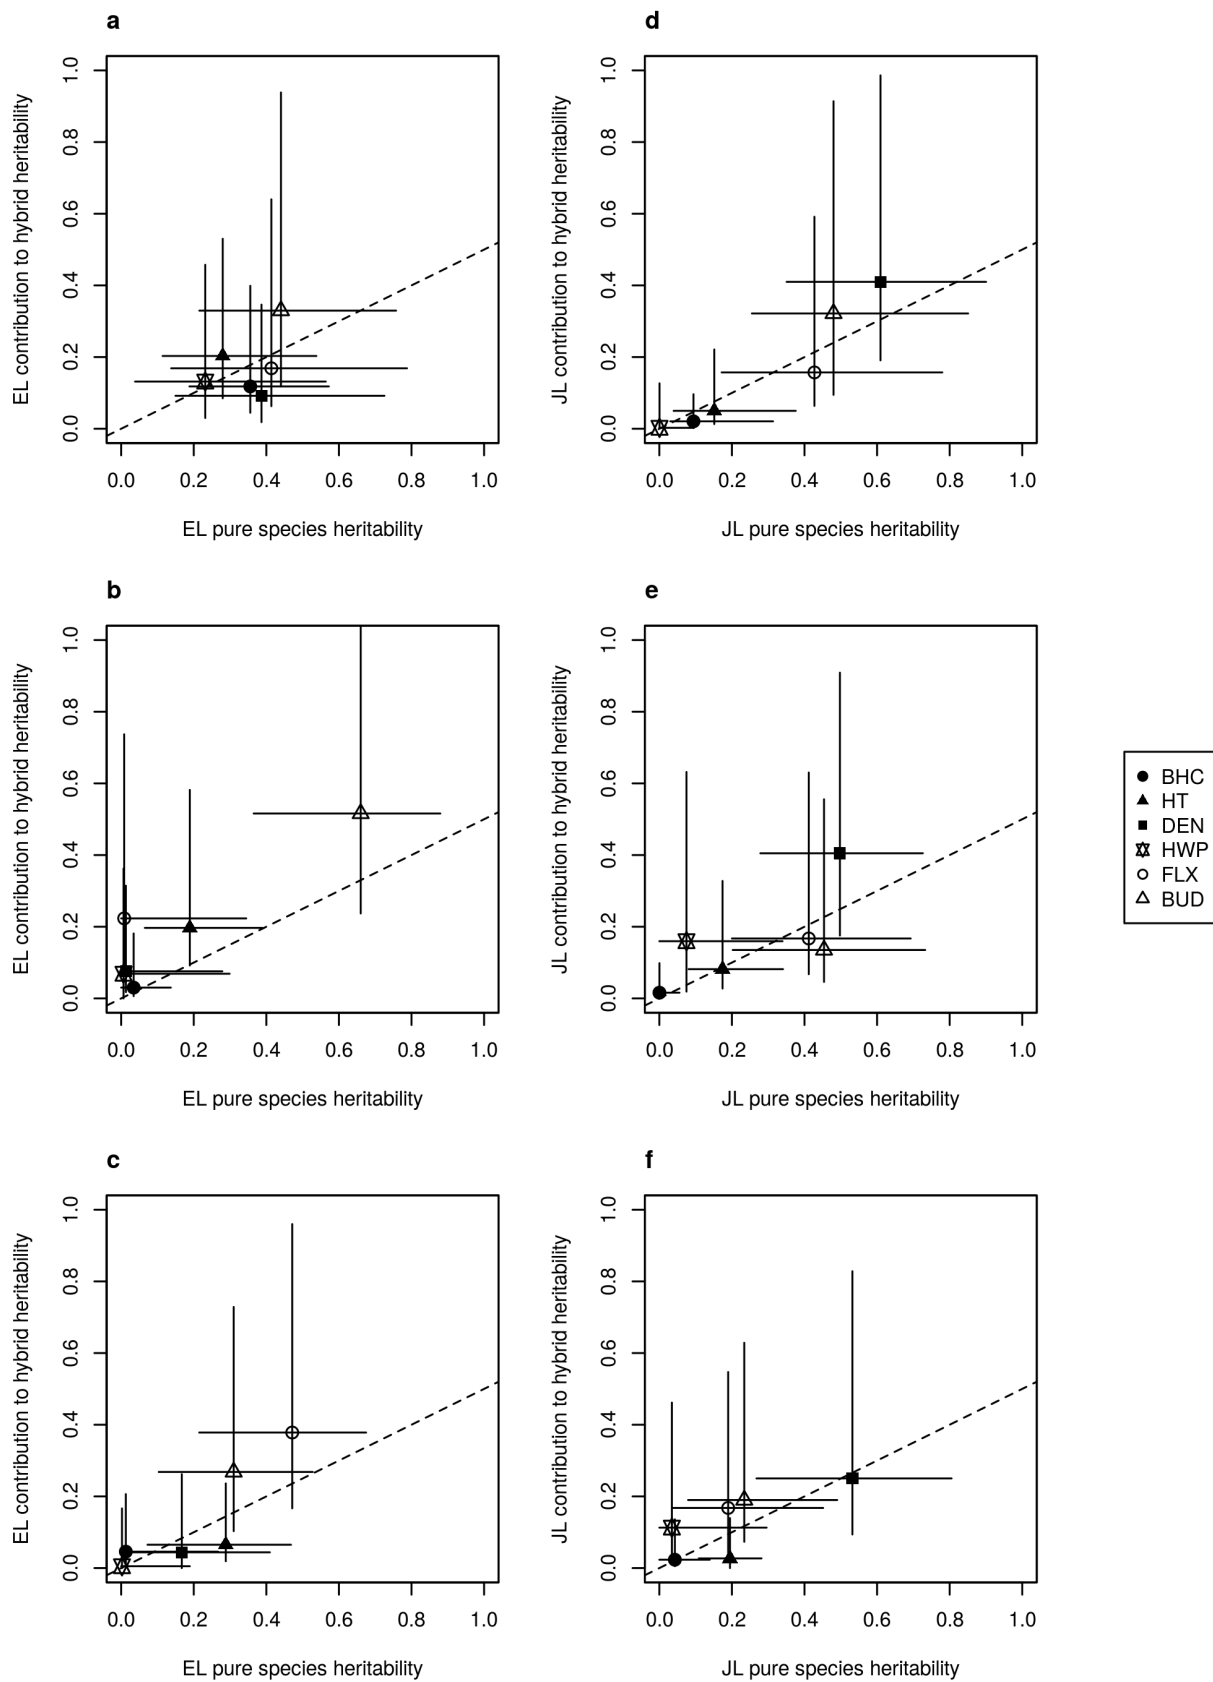 a
EL contribution to hybrid heritability
1.0
0.8
0.6
0.4
0.2
0.0
0.0 0.2 0.4 0.6 0.8 1.0
EL pure species heritability
d
JL contribution to hybrid heritability
1.0
0.8
0.6
0.4
0.2
0.0
0.0 0.2 0.4 0.6 0.8 1.0
JL pure species heritability
b
EL contribution to hybrid heritability
1.0
0.8
0.6
0.4
0.2
0.0
0.0 0.2 0.4 0.6 0.8 1.0
EL pure species heritability
e
JL contribution to hybrid heritability
1.0
0.8
0.6
0.4
0.2
0.0
0.0 0.2 0.4 0.6 0.8 1.0
JL pure species heritability
BHC
HT
DEN
HWP
FLX
BUD
c
EL contribution to hybrid heritability
1.0
0.8
0.6
0.4
0.2
0.0
0.0 0.2 0.4 0.6 0.8 1.0
EL pure species heritability
f
JL contribution to hybrid heritability
1.0
0.8
0.6
0.4
0.2
0.0
0.0 0.2 0.4 0.6 0.8 1.0
JL pure species heritability